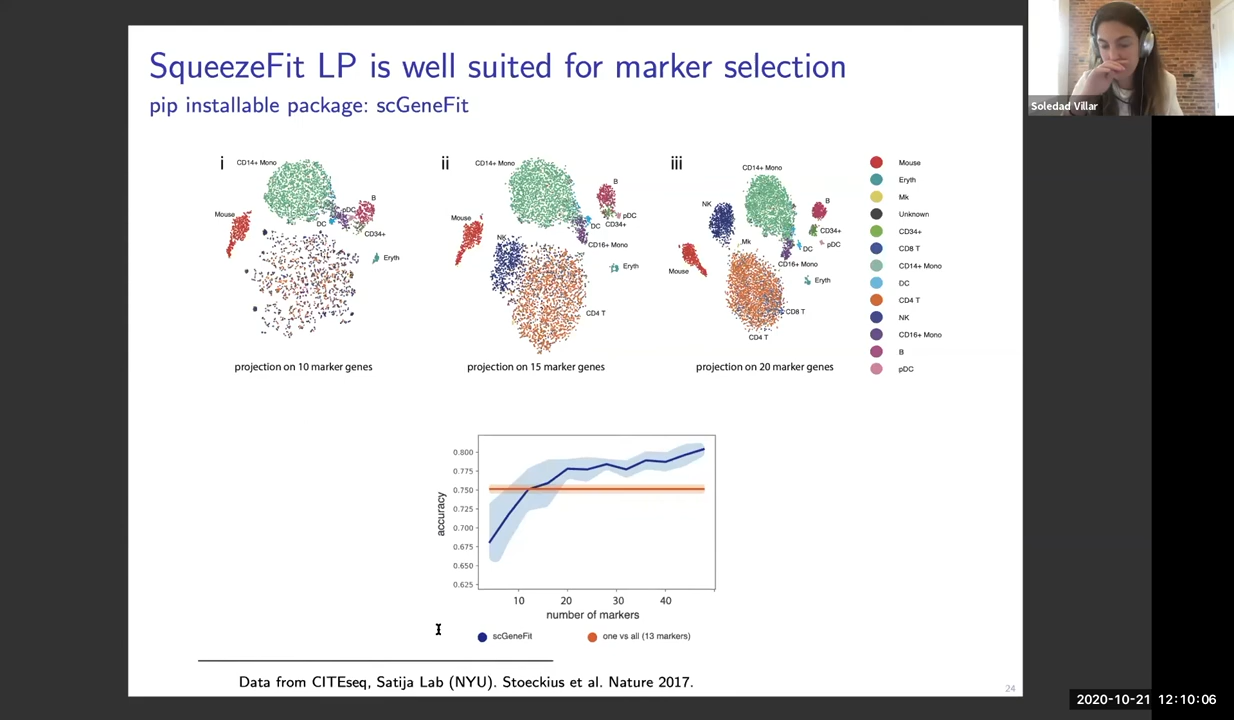 SqueezeFit LP is well suited for marker selection
pip installable package: scGeneFit
Soledad Villar
i
CD14+ Mono
Mouse
DC
pDC
B
CD34+
Eryth
projection on 10 marker genes
ii
CD14+ Mono
B
Mouse
NK
DC
CD34+
pDC
CD16+ Mono
Eryth
CD4 T
projection on 15 marker genes
iii
CD14+ Mono
NK
B
Mk
CD34+
DC
pDC
CD16+ Mono
Mouse
Eryth
CD8 T
CD4 T
projection on 20 marker genes
Mouse
Eryth
Mk
Unknown
CD34+
CD8 T
CD14+ Mono
DC
CD4 T
NK
CD16+ Mono
B
pDC
accuracy
0.800
0.775
0.750
0.725
0.700
0.675
0.650
0.625
10 20 30 40
number of markers
scGeneFit one vs all (13 markers)
Data from CITEseq, Satija Lab (NYU). Stoeckius et al. Nature 2017.
24
2020-10-21 12:10:06